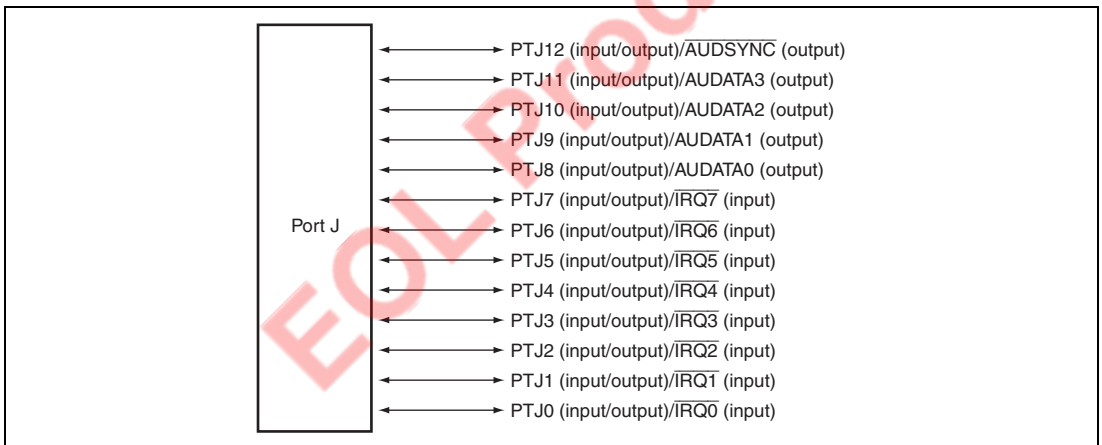 PTJ12 (input/output)/AUDSYNC (output)
PTJ11 (input/output)/AUDATA3 (output)
PTJ10 (input/output)/AUDATA2 (output)
PTJ9 (input/output)/AUDATA1 (output)
PTJ8 (input/output)/AUDATA0 (output)
PTJ7 (input/output)/IRQ7 (input)
Port J
PTJ6 (input/output)/IRQ6 (input)
PTJ5 (input/output)/IRQ5 (input)
PTJ4 (input/output)/IRQ4 (input)
PTJ3 (input/output)/IRQ3 (input)
PTJ2 (input/output)/IRQ2 (input)
PTJ1 (input/output)/IRQ1 (input)
PTJ0 (input/output)/IRQ0 (input)
EOL